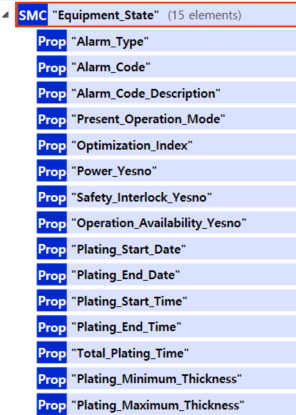 SMC "Equipment_State" (15 elements)
Prop "Alarm_Type"
Prop "Alarm_Code"
Prop "Alarm_Code_Description"
Prop "Present_Operation_Mode"
Prop "Optimization_Index"
Prop "Power_Yesno"
Prop "Safety_Interlock_Yesno"
Prop "Operation_Availability_Yesno"
Prop "Plating_Start_Date"
Prop "Plating_End_Date"
Prop "Plating_Start_Time"
Prop "Plating_End_Time"
Prop "Total_Plating_Time"
Prop "Plating_Minimum_Thickness"
Prop "Plating_Maximum_Thickness"